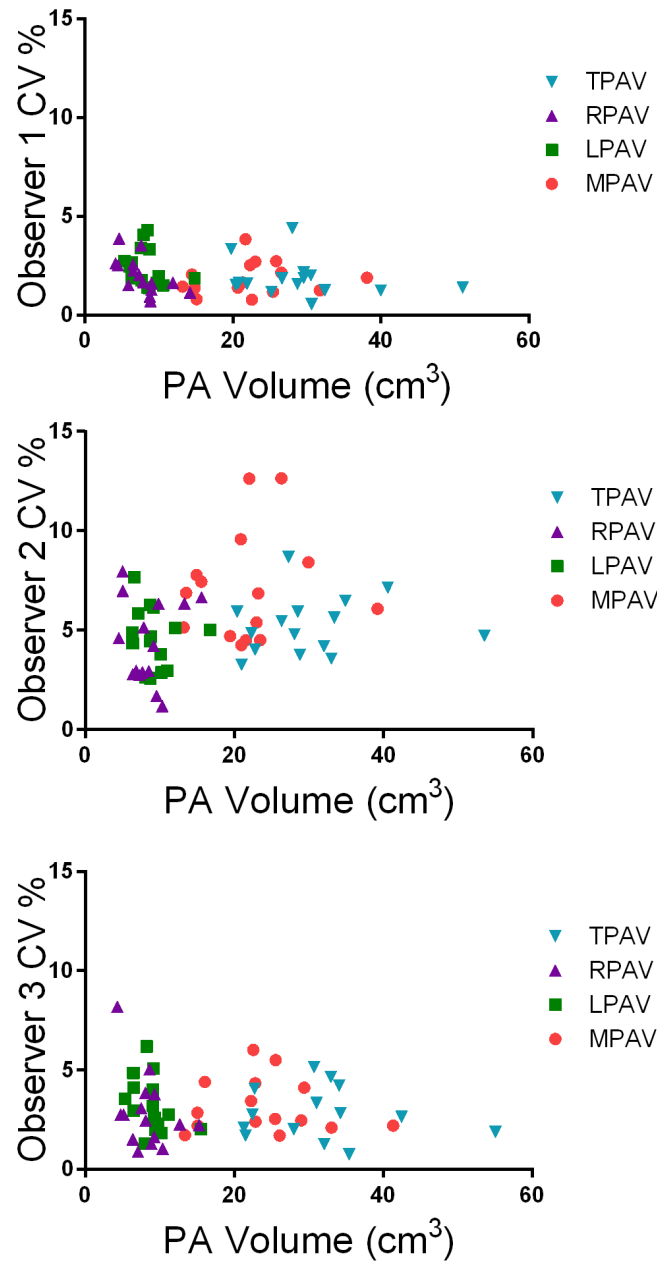 Observer 1 CV %
15
10
5
0
0 20 40 60
PA Volume (cm³)
TPAV
RPAV
LPAV
MPAV
Observer 2 CV %
15
10
5
0
0 20 40 60
PA Volume (cm³)
TPAV
RPAV
LPAV
MPAV
Observer 3 CV %
15
10
5
0
0 20 40 60
PA Volume (cm³)
TPAV
RPAV
LPAV
MPAV